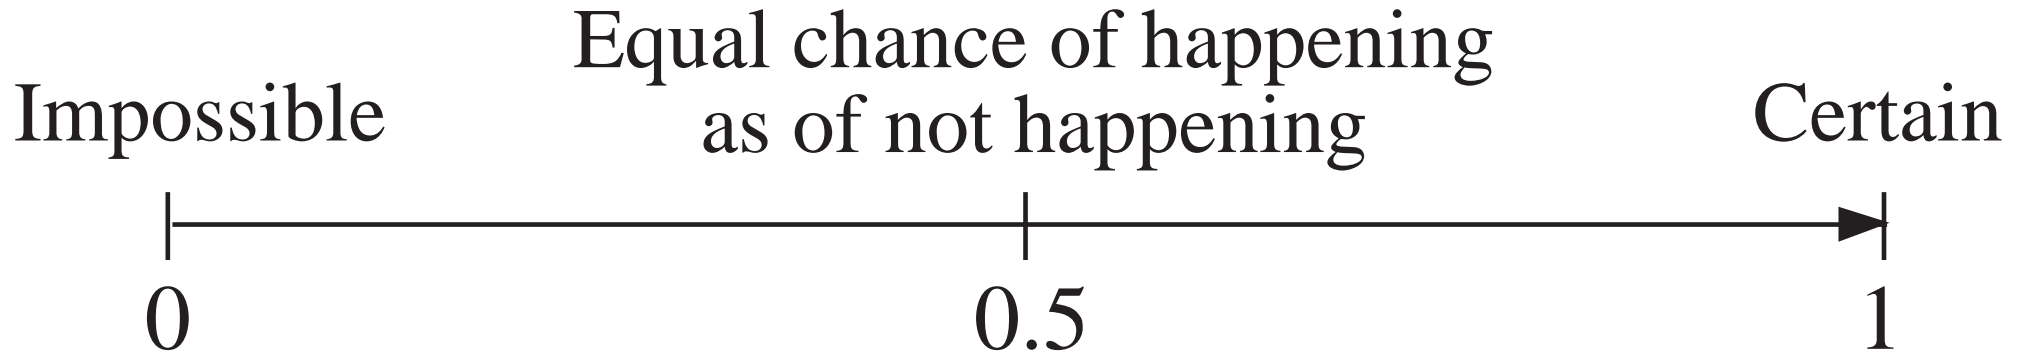 Equal chance of happening
Impossible as of not happening Certain
0 0.5 1